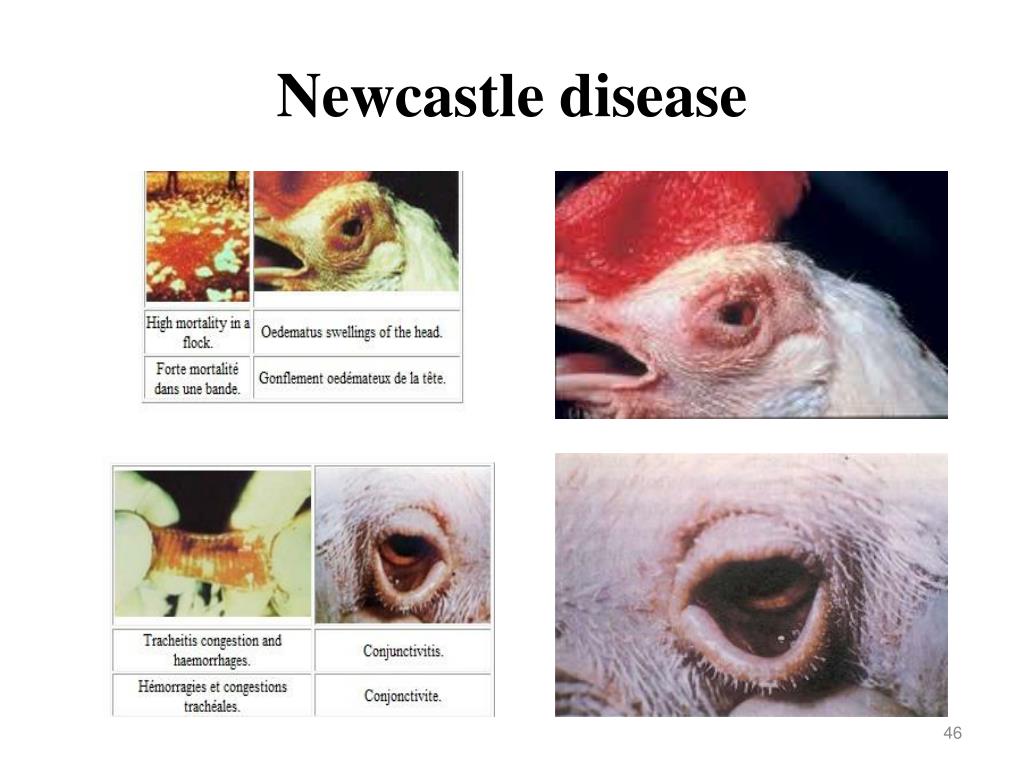 Newcastle disease
High mortality in a
flock.
Oedematus swellings of the head.
Forte mortalité
dans une bande.
Gonflement oedémateux de la tête.
Tracheitis congestion and
haemorrhages.
Conjunctivitis.
Hémorragies et congestions
trachéales.
Conjonctivite.
46